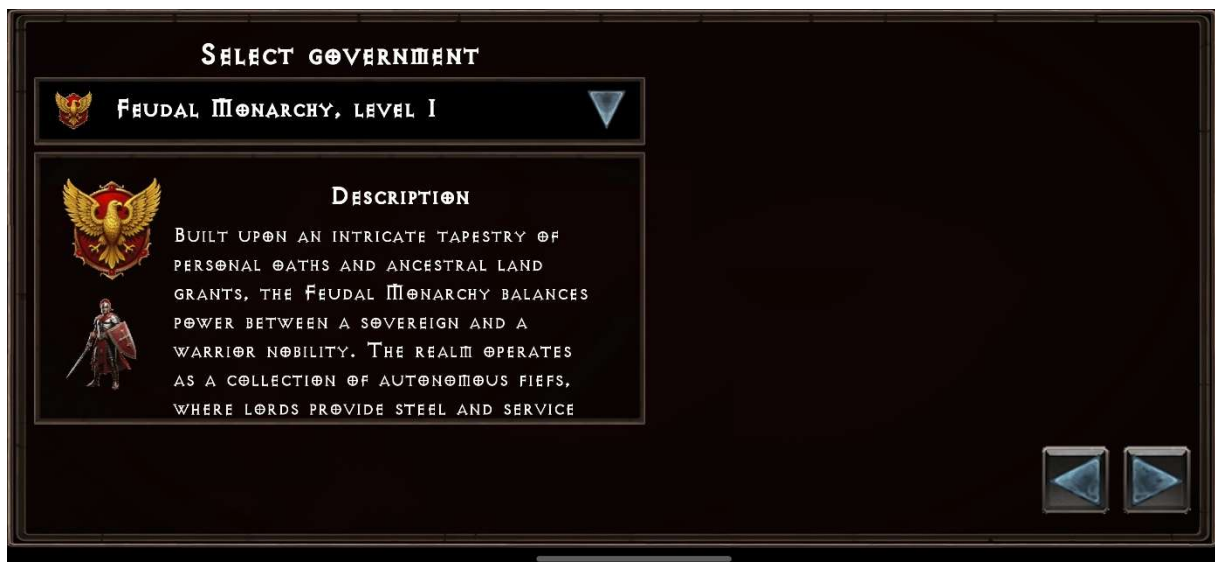 Select government
Feudal Monarchy, level I
Description
Built upon an intricate tapestry of
personal oaths and ancestral land
grants, the Feudal Monarchy balances
power between a sovereign and a
warrior nobility. The realm operates
as a collection of autonomous fiefs,
where lords provide steel and service